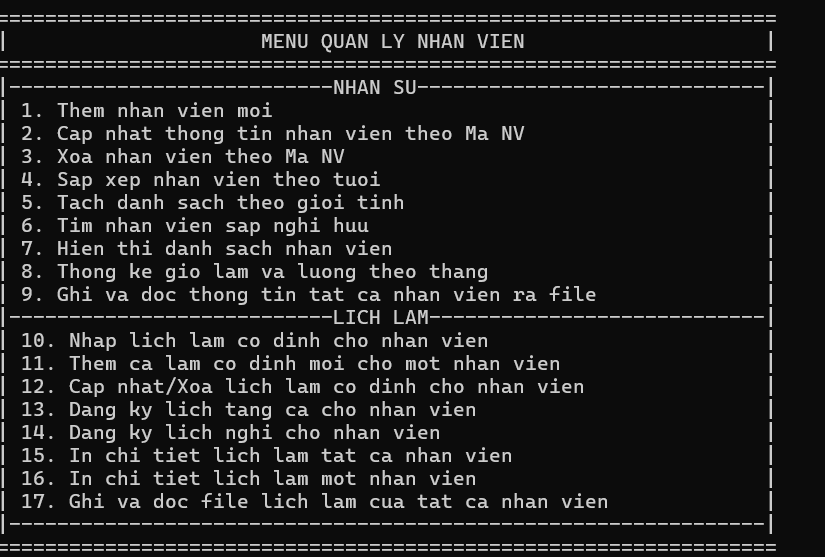 =================================================================
|                     MENU QUAN LY NHAN VIEN                    |
=================================================================
|---------------------------NHAN SU-----------------------------|
| 1. Them nhan vien moi                                         |
| 2. Cap nhat thong tin nhan vien theo Ma NV                    |
| 3. Xoa nhan vien theo Ma NV                                   |
| 4. Sap xep nhan vien theo tuoi                                |
| 5. Tach danh sach theo gioi tinh                              |
| 6. Tim nhan vien sap nghi huu                                 |
| 7. Hien thi danh sach nhan vien                               |
| 8. Thong ke gio lam va luong theo thang                       |
| 9. Ghi va doc thong tin tat ca nhan vien ra file              |
|---------------------------LICH LAM----------------------------|
| 10. Nhap lich lam co dinh cho nhan vien                       |
| 11. Them ca lam co dinh moi cho mot nhan vien                 |
| 12. Cap nhat/Xoa lich lam co dinh cho nhan vien               |
| 13. Dang ky lich tang ca cho nhan vien                        |
| 14. Dang ky lich nghi cho nhan vien                           |
| 15. In chi tiet lich lam tat ca nhan vien                     |
| 16. In chi tiet lich lam mot nhan vien                        |
| 17. Ghi va doc file lich lam cua tat ca nhan vien             |
|---------------------------------------------------------------|
=================================================================